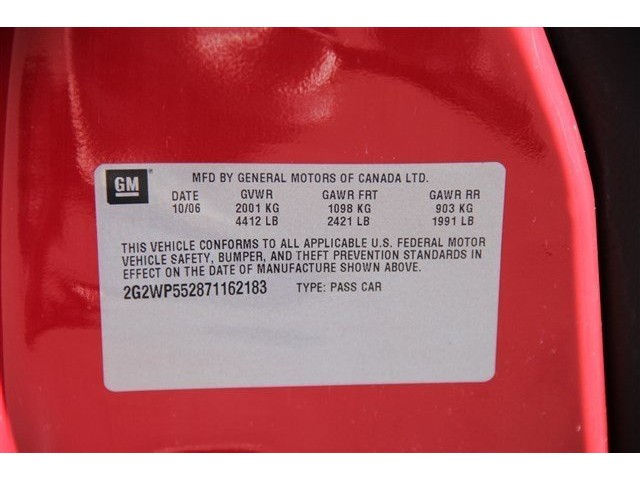 MFD BY GENERAL MOTORS OF CANADA LTD.
GM
DATE GVWR GAWR FRT GAWR RR
10/06 2001 KG 1098 KG 903 KG
4412 LB 2421 LB 1991 LB
THIS VEHICLE CONFORMS TO ALL APPLICABLE U.S. FEDERAL MOTOR
VEHICLE SAFETY, BUMPER, AND THEFT PREVENTION STANDARDS IN
EFFECT ON THE DATE OF MANUFACTURE SHOWN ABOVE.
2G2WP552871162183 TYPE: PASS CAR